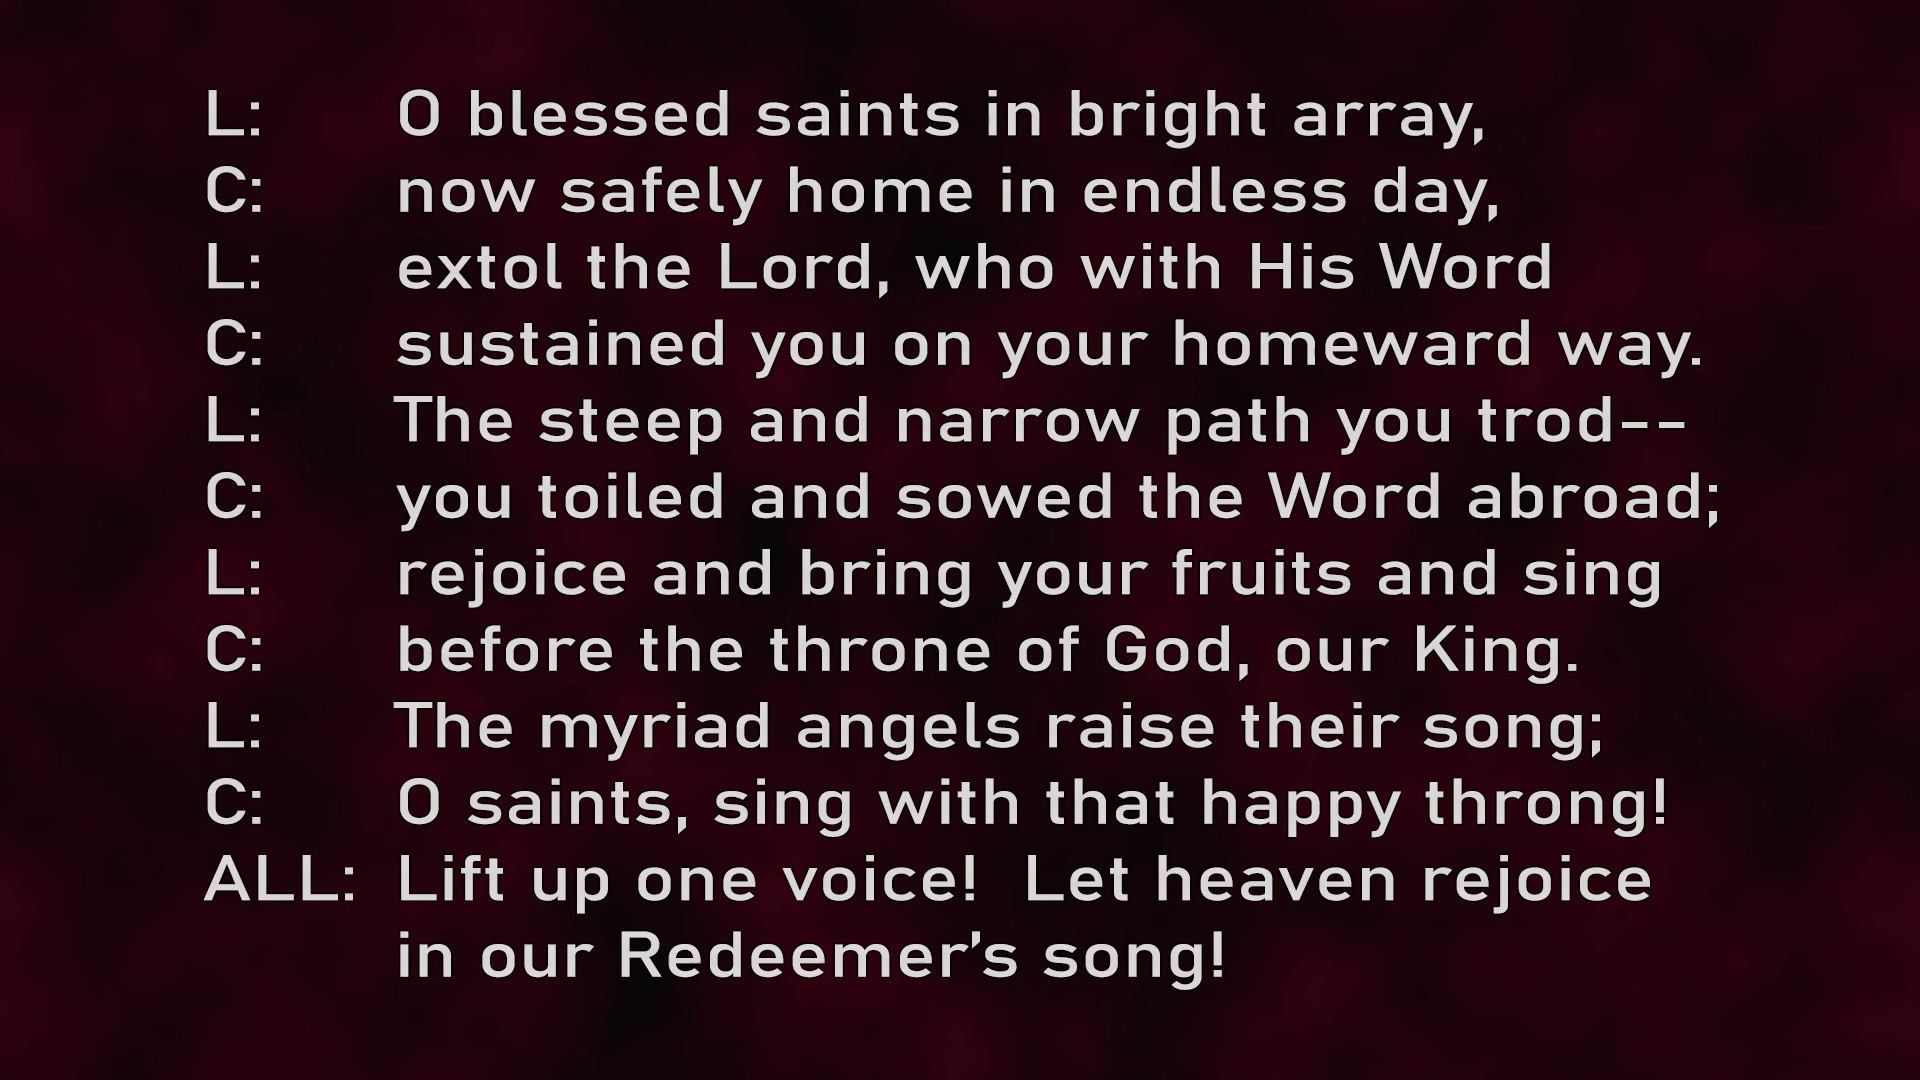 L: O blessed saints in bright array,
C: now safely home in endless day,
L: extol the Lord, who with His Word
C: sustained you on your homeward way.
L: The steep and narrow path you trod--
C: you toiled and sowed the Word abroad;
L: rejoice and bring your fruits and sing
C: before the throne of God, our King.
L: The myriad angels raise their song;
C: O saints, sing with that happy throng!
ALL: Lift up one voice!  Let heaven rejoice
in our Redeemer’s song!